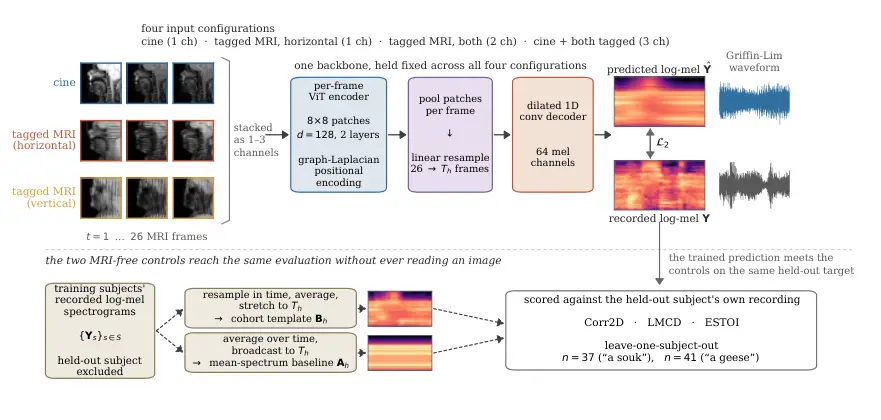 four input configurations
cine (1 ch) · tagged MRI, horizontal (1 ch) · tagged MRI, both (2 ch) · cine + both tagged (3 ch)
one backbone, held fixed across all four configurations
cine
tagged MRI
(horizontal)
tagged MRI
(vertical)
t = 1 … 26 MRI frames
stacked
as 1–3
channels
per-frame
ViT encoder
8×8 patches
d = 128, 2 layers
graph-Laplacian
positional
encoding
pool patches
per frame
↓
linear resample
26 → Tₕ frames
dilated 1D
conv decoder
64 mel
channels
predicted log-mel Ŷ
ℒ₂
recorded log-mel Y
Griffin-Lim
waveform
the two MRI-free controls reach the same evaluation without ever reading an image
the trained prediction meets the
controls on the same held-out target
training subjects'
recorded log-mel
spectrograms
{Yₛ}ₛ∈S
held-out subject
excluded
resample in time, average,
stretch to Tₕ
→ cohort template Bₕ
average over time,
broadcast to Tₕ
→ mean-spectrum baseline Aₕ
scored against the held-out subject's own recording
Corr2D · LMCD · ESTOI
leave-one-subject-out
n = 37 (“a souk”), n = 41 (“a geese”)